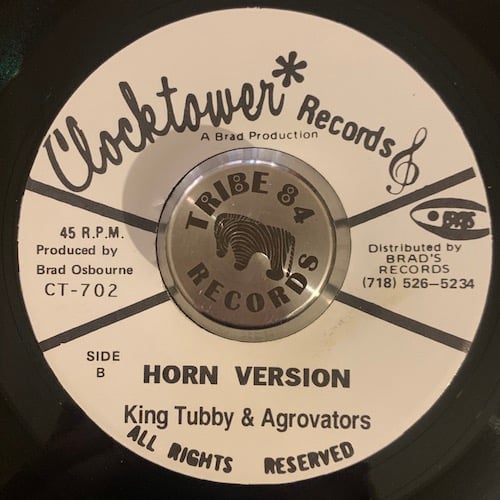 Clocktower* Records
A Brad Production
TRIBE 84
RECORDS
45 R.P.M.
Produced by
Brad Osbourne
CT-702
BRAD'S
Distributed by
BRAD'S
RECORDS
(718) 526-5234
SIDE
B
HORN VERSION
King Tubby & Agrovators
ALL RIGHTS RESERVED